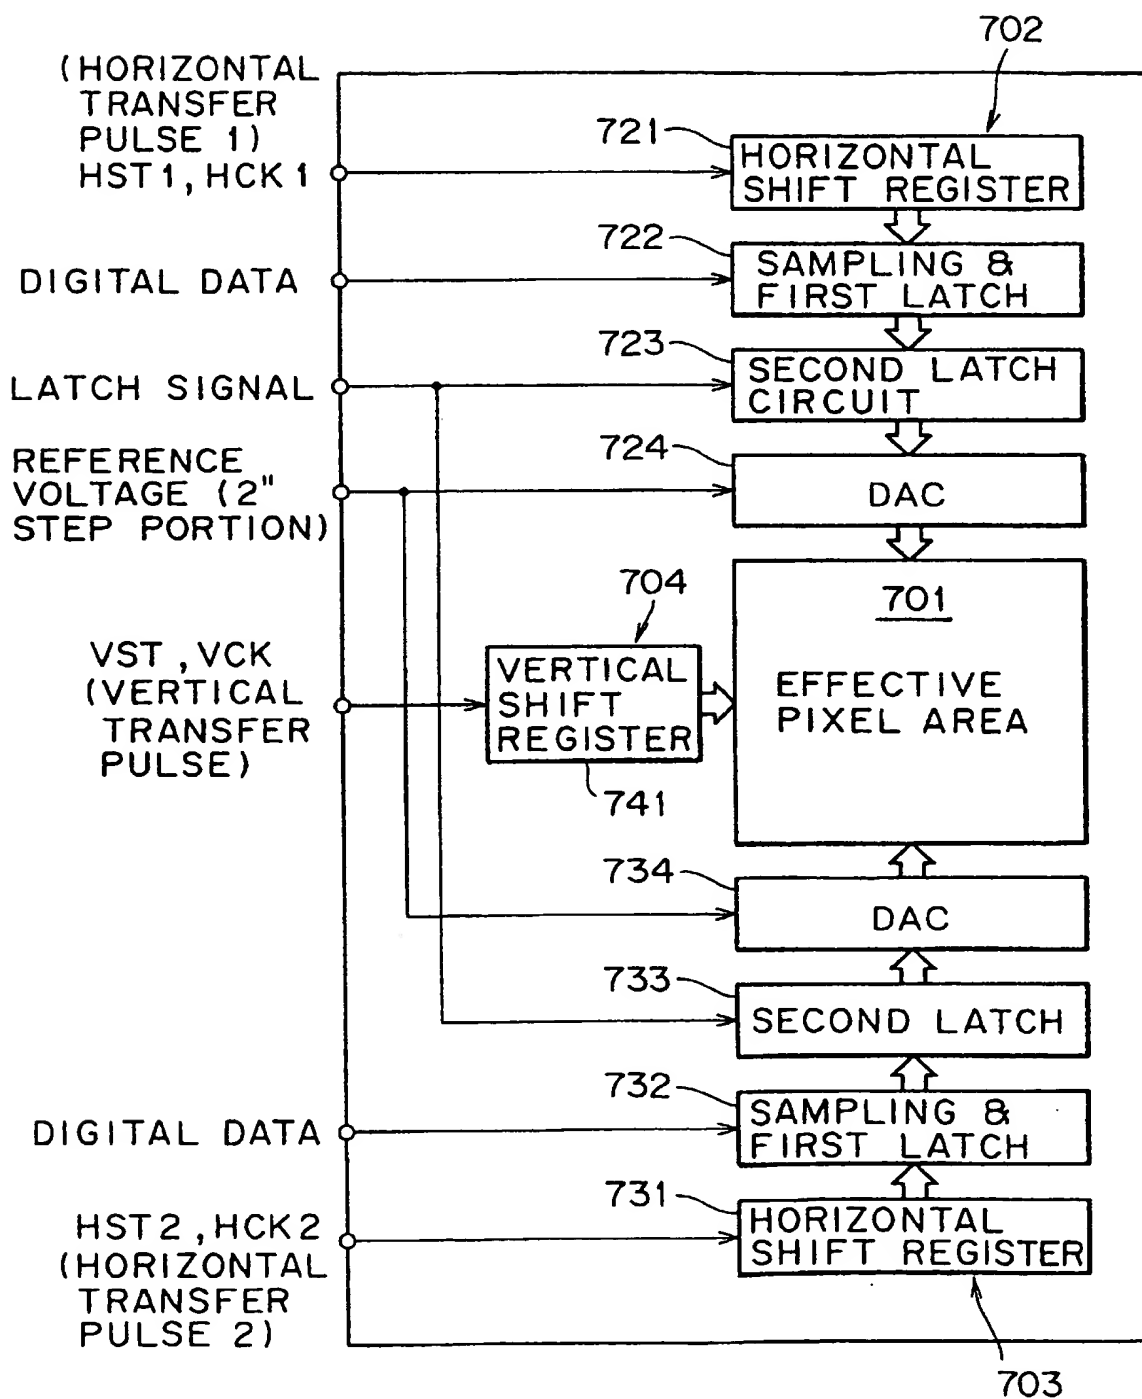 702
(HORIZONTAL
TRANSFER
PULSE 1)
HST1, HCK1
721
HORIZONTAL
SHIFT REGISTER
722
DIGITAL DATA
SAMPLING &
FIRST LATCH
723
LATCH SIGNAL
SECOND LATCH
CIRCUIT
724
REFERENCE
VOLTAGE (2"
STEP PORTION)
DAC
704
701
VST, VCK
(VERTICAL
TRANSFER
PULSE)
VERTICAL
SHIFT
REGISTER
741
EFFECTIVE
PIXEL AREA
734
DAC
733
SECOND LATCH
732
DIGITAL DATA
SAMPLING &
FIRST LATCH
731
HST2, HCK2
(HORIZONTAL
TRANSFER
PULSE 2)
HORIZONTAL
SHIFT REGISTER
703